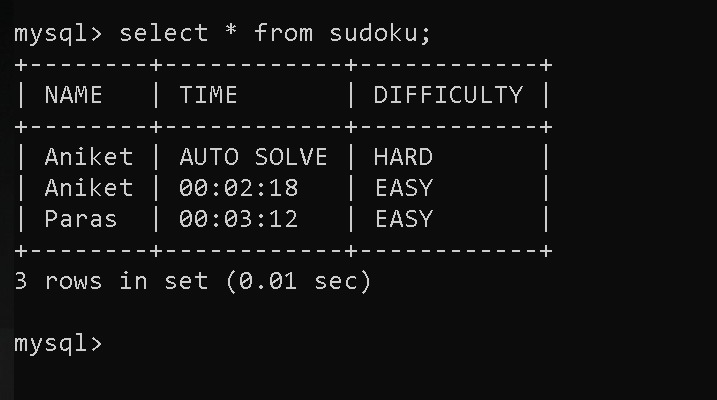 mysql> select * from sudoku;
+--------+------------+------------+
| NAME   | TIME       | DIFFICULTY |
+--------+------------+------------+
| Aniket | AUTO SOLVE | HARD       |
| Aniket | 00:02:18   | EASY       |
| Paras  | 00:03:12   | EASY       |
+--------+------------+------------+
3 rows in set (0.01 sec)
mysql>